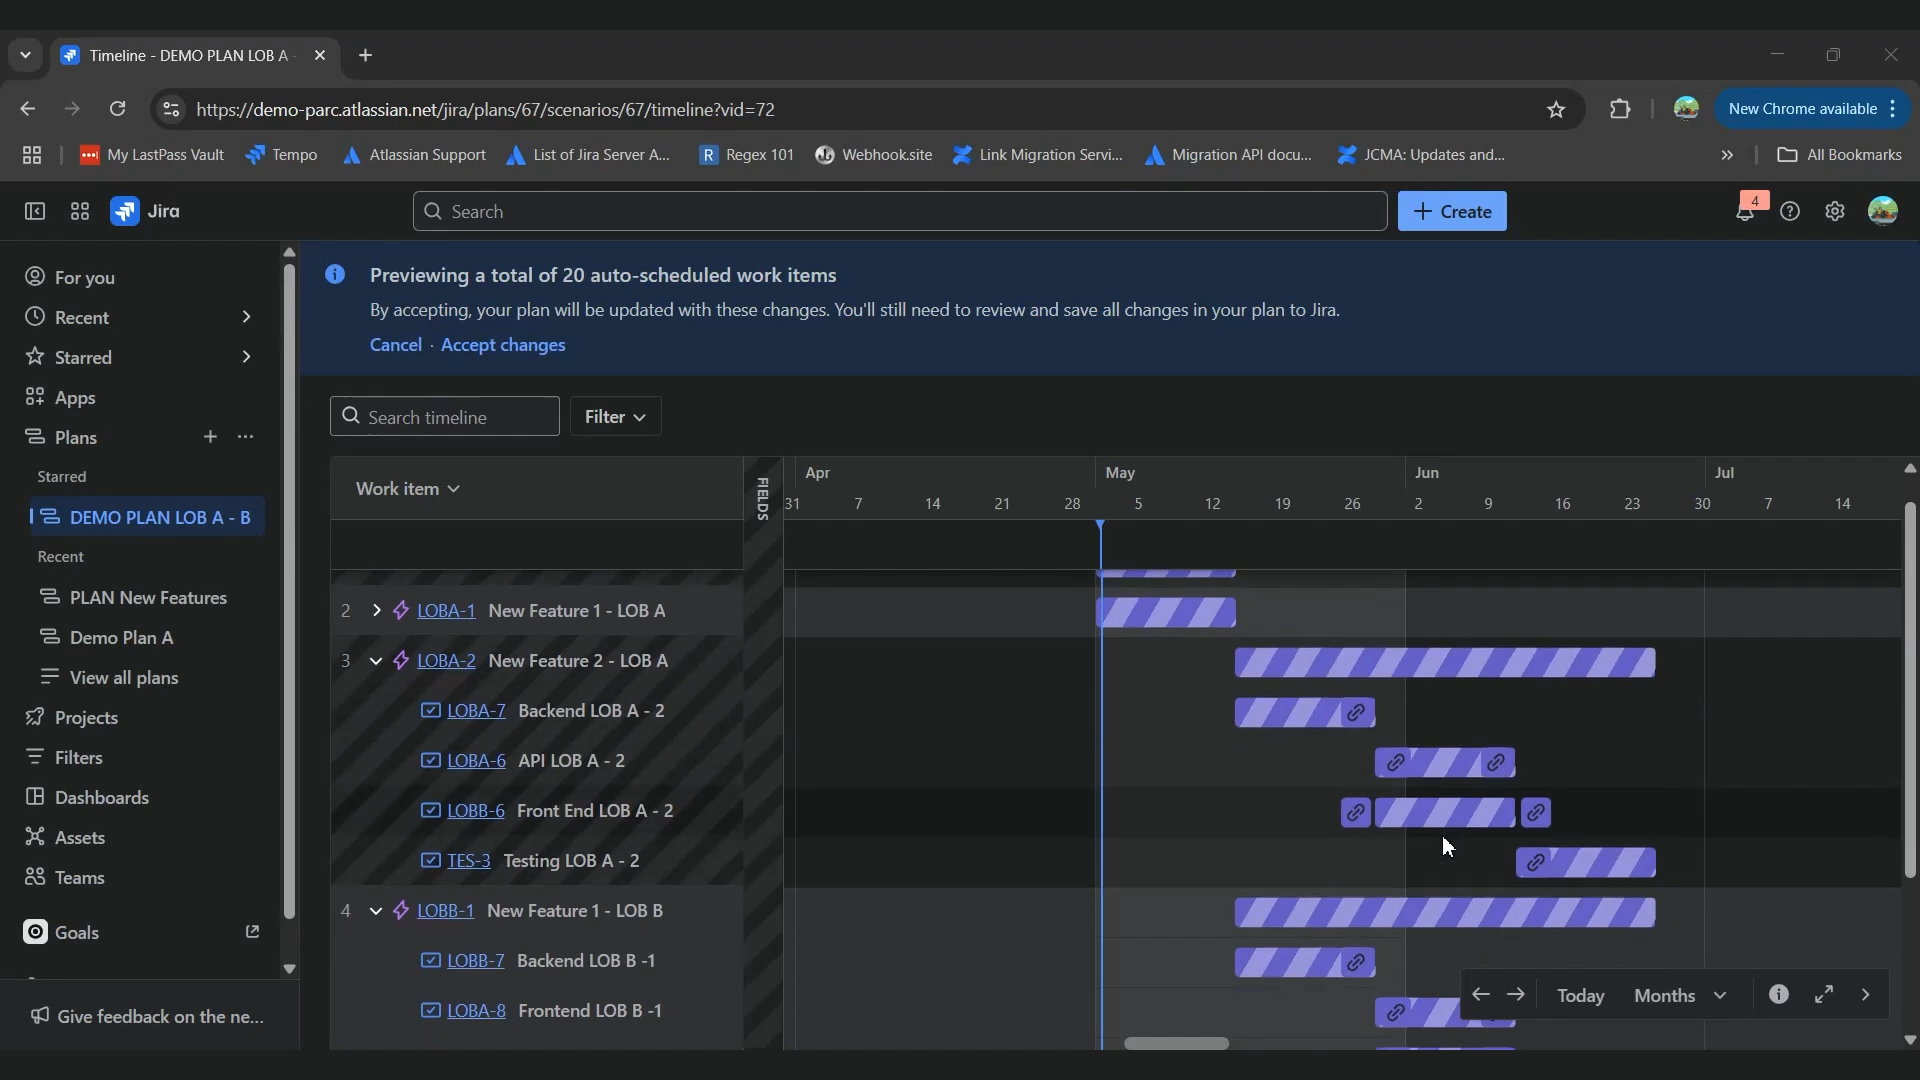 Timeline - DEMO PLAN LOB A -
https://demo-parc.atlassian.net/jira/plans/67/scenarios/67/timeline?vid=72
New Chrome available
My LastPass Vault
Tempo
Atlassian Support
List of Jira Server A...
R Regex 101
Webhook.site
Link Migration Servi...
Migration API docu...
JCMA: Updates and...
All Bookmarks
Jira
Search
Create
4
For you
Recent
Starred
Apps
Plans
Starred
DEMO PLAN LOB A - B
Recent
PLAN New Features
Demo Plan A
View all plans
Projects
Filters
Dashboards
Assets
Teams
Goals
Give feedback on the ne...
Previewing a total of 20 auto-scheduled work items
By accepting, your plan will be updated with these changes. You'll still need to review and save all changes in your plan to Jira.
Cancel · Accept changes
Search timeline
Filter
Work item
FIELDS
Apr May Jun Jul
31 7 14 21 28 5 12 19 26 2 9 16 23 30 7 14
2 LOBA-1 New Feature 1 - LOB A
3 LOBA-2 New Feature 2 - LOB A
LOBA-7 Backend LOB A - 2
LOBA-6 API LOB A - 2
LOBB-6 Front End LOB A - 2
TES-3 Testing LOB A - 2
4 LOBB-1 New Feature 1 - LOB B
LOBB-7 Backend LOB B -1
LOBA-8 Frontend LOB B -1
Today
Months